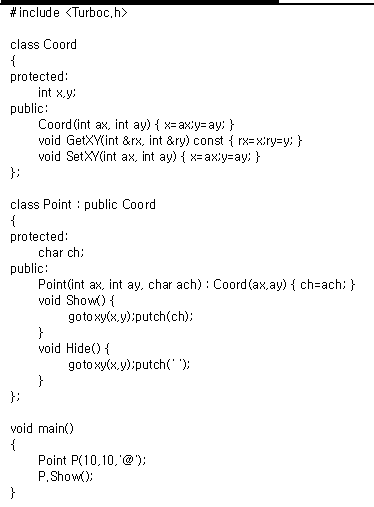 #include <Turboc.h>
class Coord
{
protected:
int x,y;
public:
Coord(int ax, int ay) { x=ax;y=ay; }
void GetXY(int &rx, int &ry) const { rx=x;ry=y; }
void SetXY(int ax, int ay) { x=ax;y=ay; }
};
class Point : public Coord
{
protected:
char ch;
public:
Point(int ax, int ay, char ach) : Coord(ax,ay) { ch=ach; }
void Show() {
gotoxy(x,y);putch(ch);
}
void Hide() {
gotoxy(x,y);putch(' ');
}
};
void main()
{
Point P(10,10,'@');
P.Show();
}